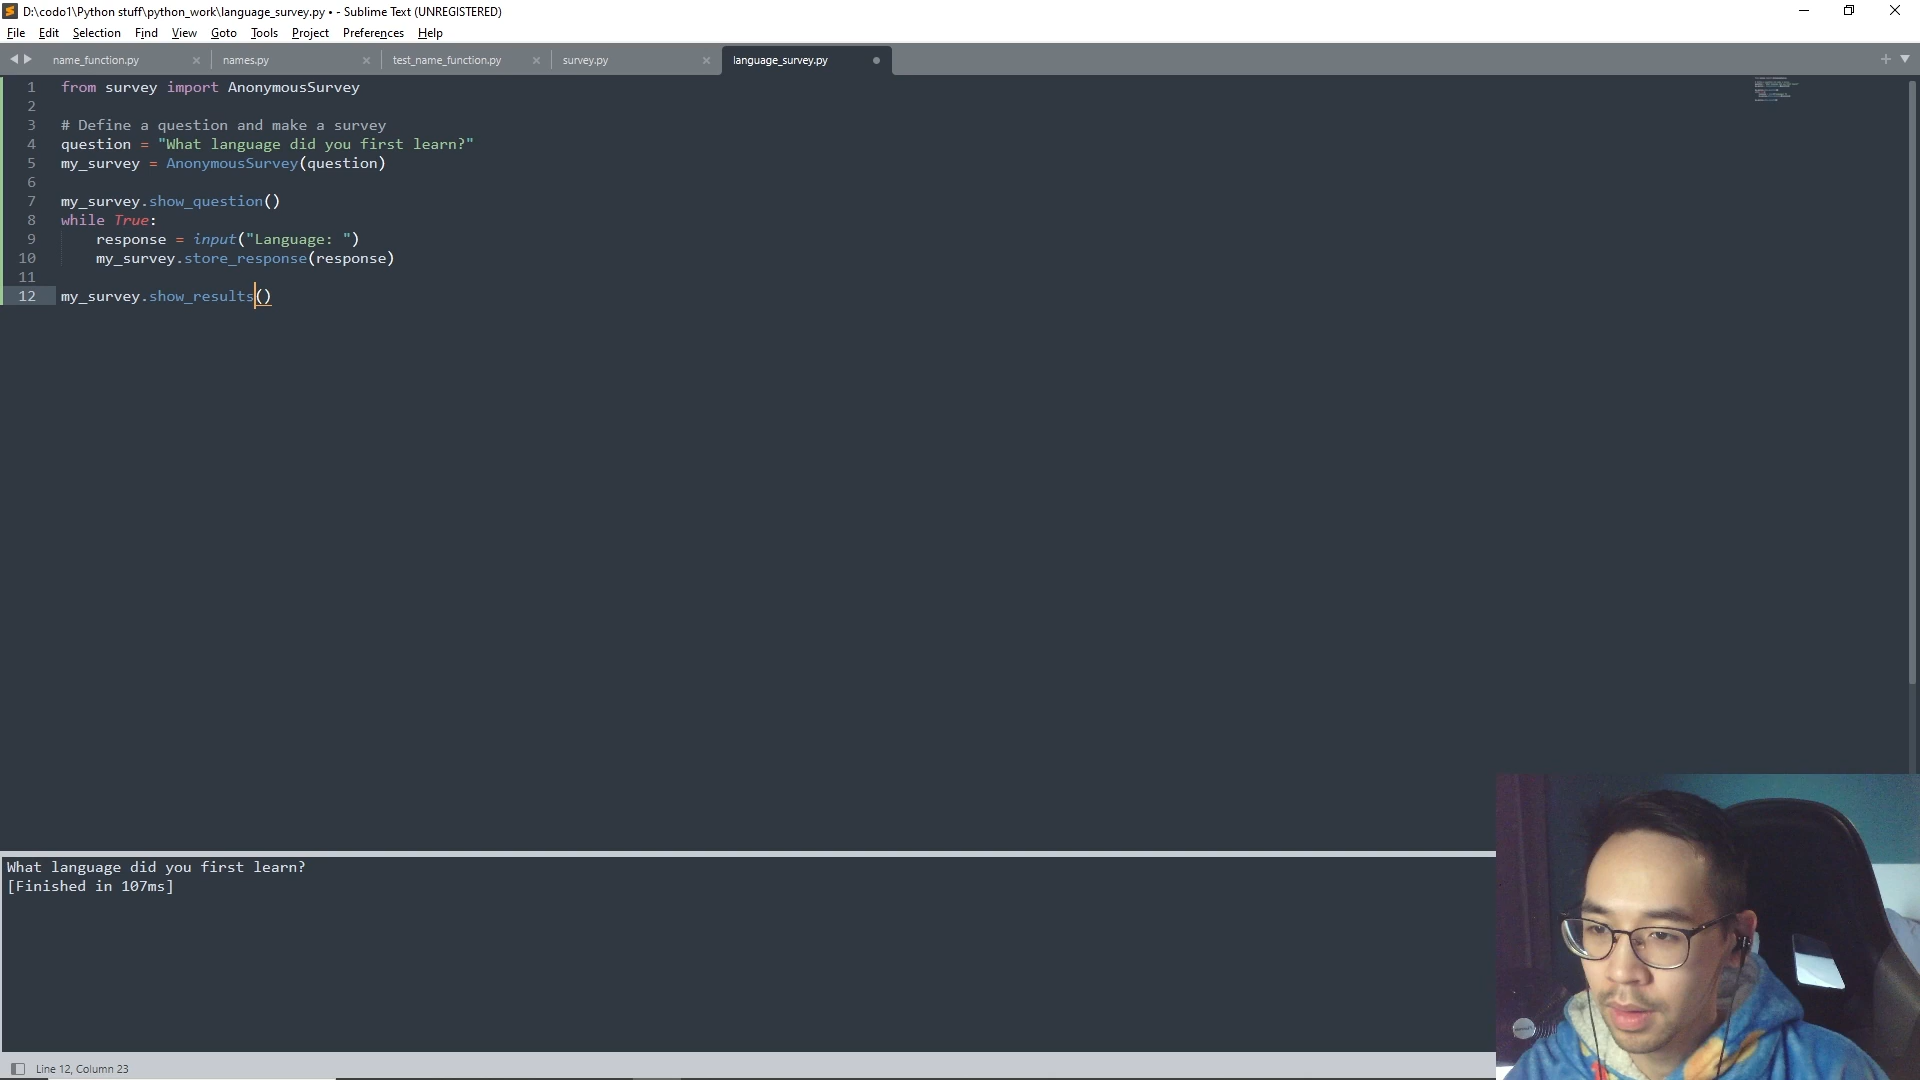 D:\codo1\Python stuff\python_work\language_survey.py • - Sublime Text (UNREGISTERED)
File Edit Selection Find View Goto Tools Project Preferences Help
name_function.py names.py test_name_function.py survey.py language_survey.py
1 from survey import AnonymousSurvey
2
3 # Define a question and make a survey
4 question = "What language did you first learn?"
5 my_survey = AnonymousSurvey(question)
6
7 my_survey.show_question()
8 while True:
9 response = input("Language: ")
10 my_survey.store_response(response)
11
12 my_survey.show_results()
What language did you first learn?
[Finished in 107ms]
Line 12, Column 23